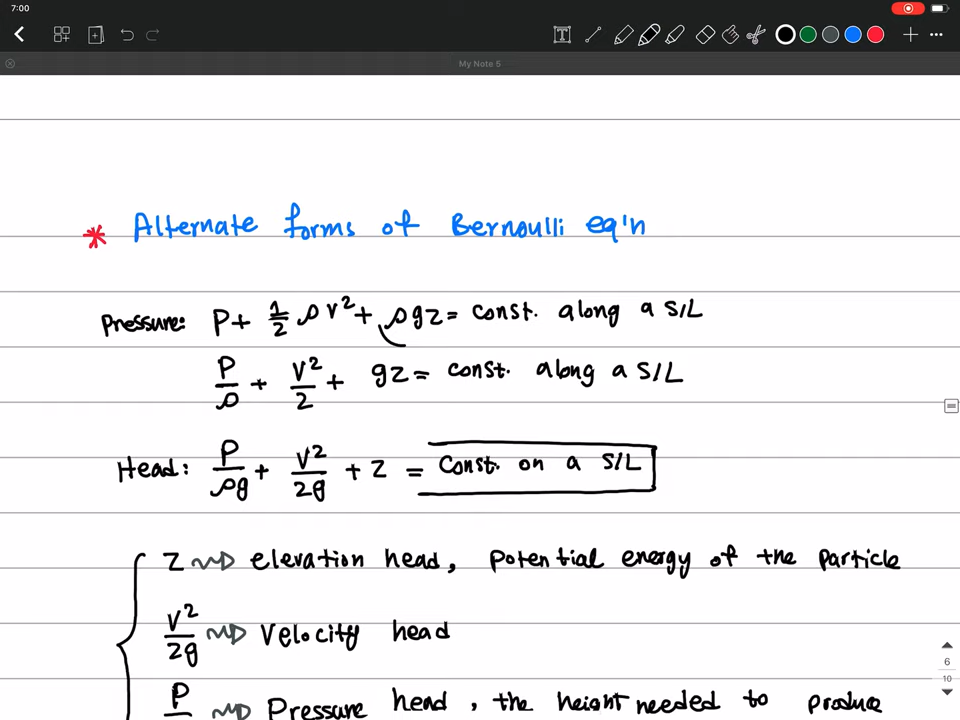 7:00
My Note 5
* Alternate forms of Bernoulli eq'n
Pressure: P + 1/2 ρ V² + ρgz = const. along a S/L
P/ρ + V²/2 + gz = const. along a S/L
Head: P/ρg + V²/2g + z = Const. on a S/L
Z ⇝ elevation head, potential energy of the particle
V²/2g ⇝ Velocity head
P ⇝ Pressure head, the height needed to produce
6
10